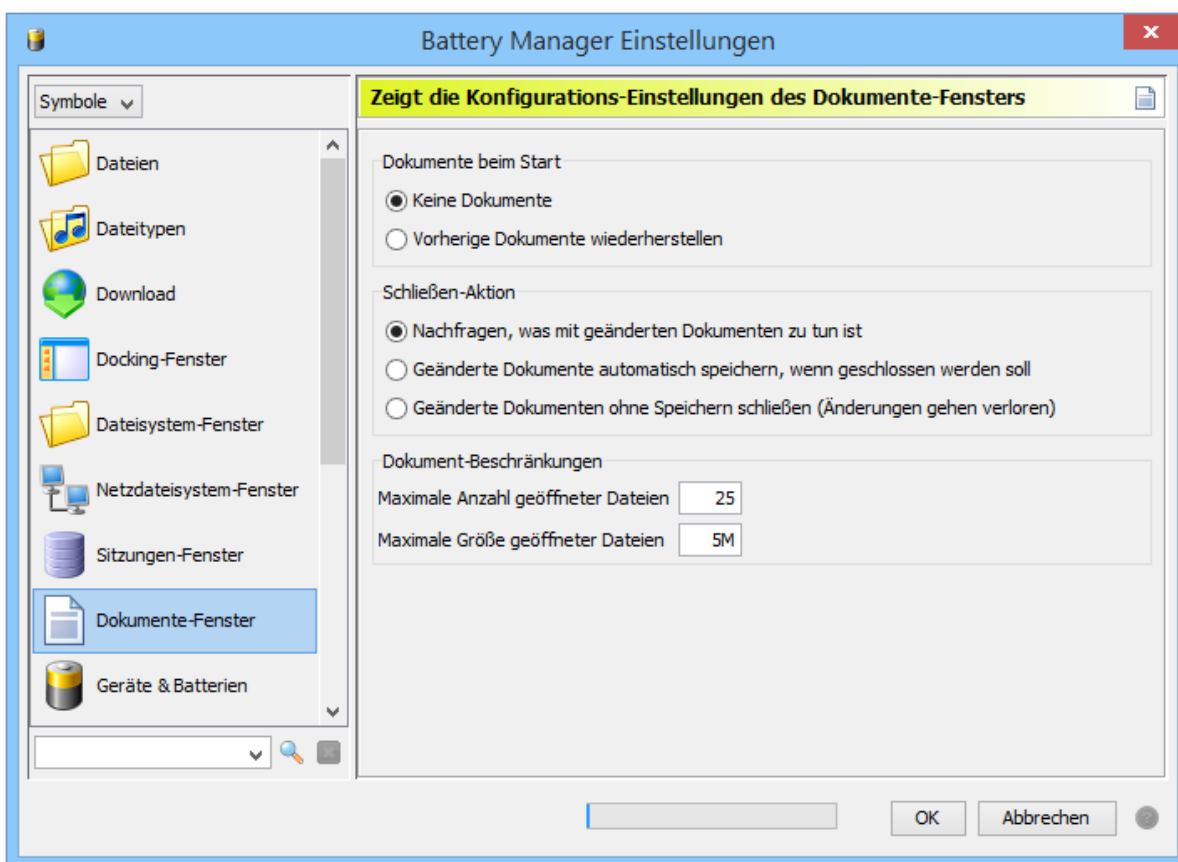 Battery Manager Einstellungen
Symbole
Dateien
Dateitypen
Download
Docking-Fenster
Dateisystem-Fenster
Netzdateisystem-Fenster
Sitzungen-Fenster
Dokumente-Fenster
Geräte & Batterien
Zeigt die Konfigurations-Einstellungen des Dokumente-Fensters
Dokumente beim Start
Keine Dokumente
Vorherige Dokumente wiederherstellen
Schließen-Aktion
Nachfragen, was mit geänderten Dokumenten zu tun ist
Geänderte Dokumente automatisch speichern, wenn geschlossen werden soll
Geänderte Dokumenten ohne Speichern schließen (Änderungen gehen verloren)
Dokument-Beschränkungen
Maximale Anzahl geöffneter Dateien 25
Maximale Größe geöffneter Dateien 5M
OK Abbrechen